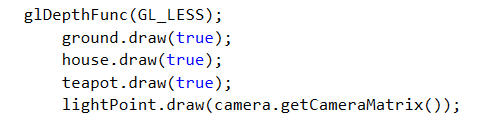 glDepthFunc(GL_LESS);
ground.draw(true);
house.draw(true);
teapot.draw(true);
lightPoint.draw(camera.getCameraMatrix());